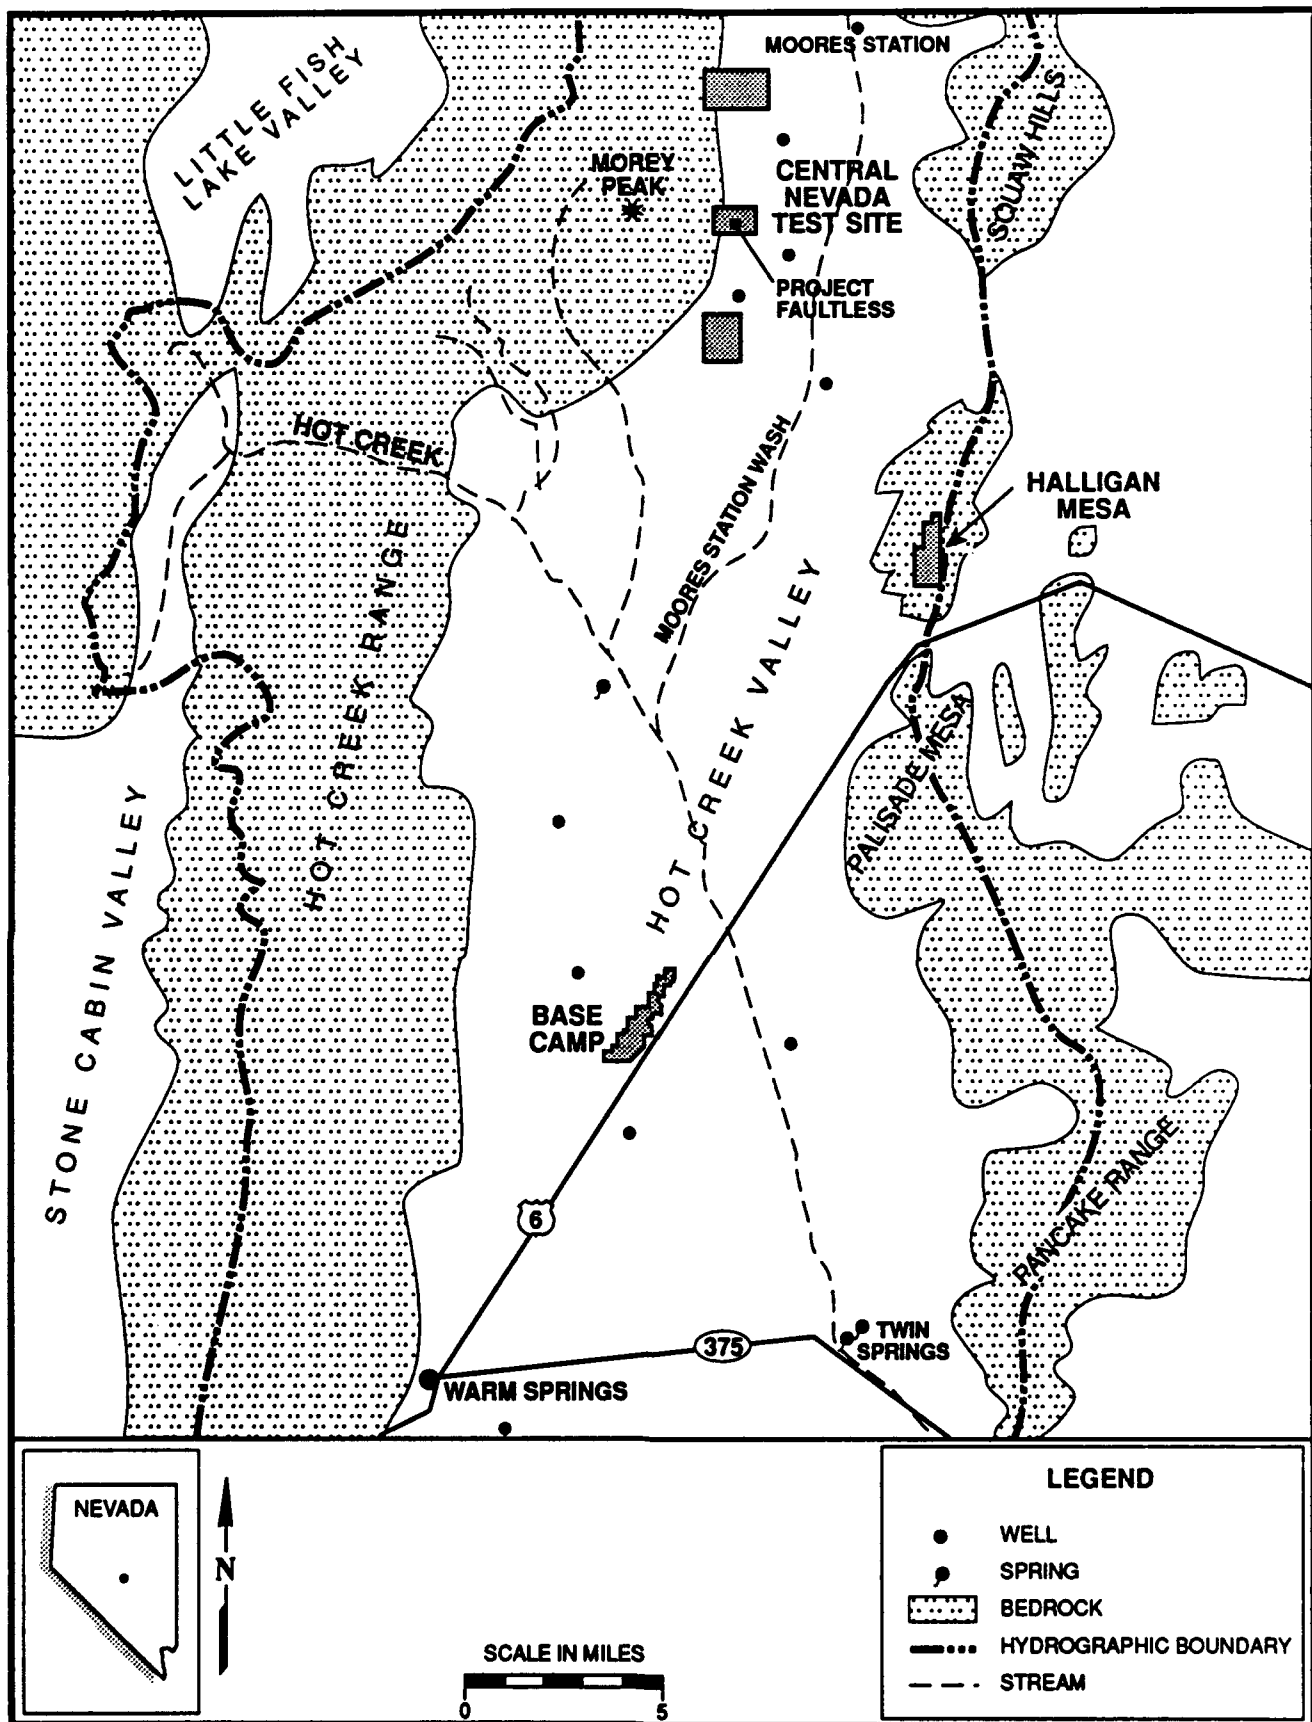 MOORES STATION
LITTLE FISH
LAKE VALLEY
SQUAW HILLS
MOREY
PEAK
CENTRAL
NEVADA
TEST SITE
PROJECT
FAULTLESS
HOT CREEK
MOORES STATION WASH
HALLIGAN
MESA
HOT CREEK RANGE
HOT CREEK VALLEY
PALISADE MESA
STONE CABIN VALLEY
BASE
CAMP
PANCAKE RANGE
6
375
TWIN
SPRINGS
WARM SPRINGS
NEVADA
N
SCALE IN MILES
0 5
LEGEND
WELL
SPRING
BEDROCK
HYDROGRAPHIC BOUNDARY
STREAM